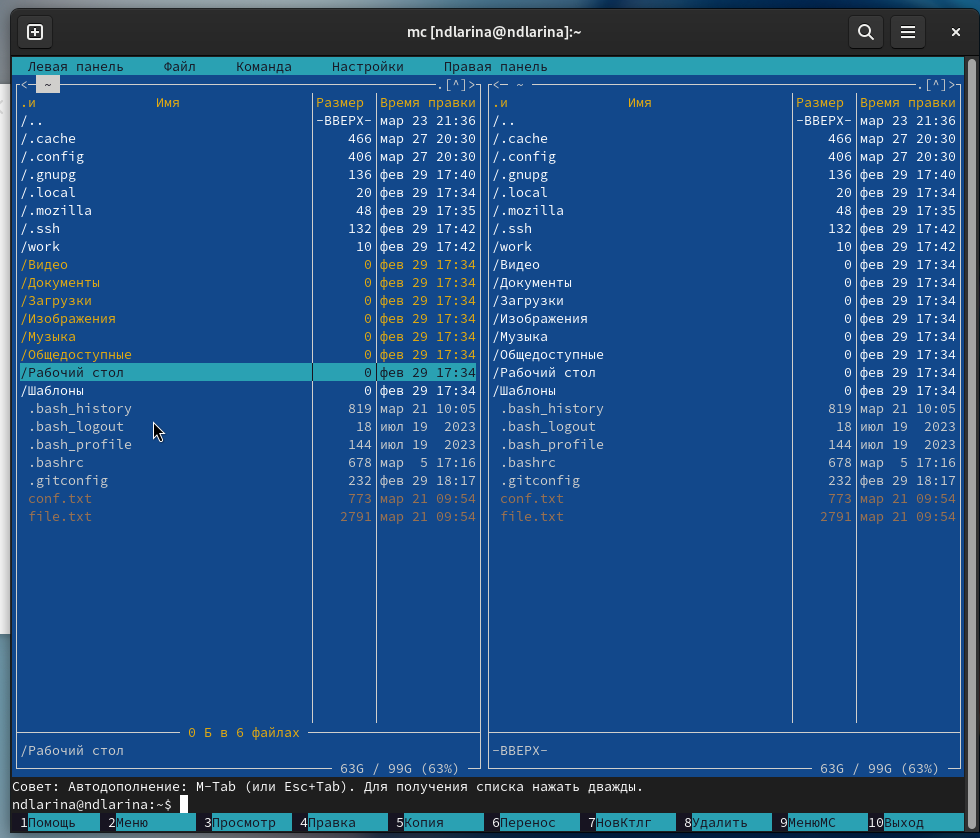 mc [ndlarina@ndlarina]:~
Левая панель Файл Команда Настройки Правая панель
<─ ~ ─.[^]>┐┌<─ ~ ─.[^]>
.и Имя Размер Время правки .и Имя Размер Время правки
/.. -ВВЕРХ- мар 23 21:36 /.. -ВВЕРХ- мар 23 21:36
/.cache 466 мар 27 20:30 /.cache 466 мар 27 20:30
/.config 406 мар 27 20:30 /.config 406 мар 27 20:30
/.gnupg 136 фев 29 17:40 /.gnupg 136 фев 29 17:40
/.local 20 фев 29 17:34 /.local 20 фев 29 17:34
/.mozilla 48 фев 29 17:35 /.mozilla 48 фев 29 17:35
/.ssh 132 фев 29 17:42 /.ssh 132 фев 29 17:42
/work 10 фев 29 17:42 /work 10 фев 29 17:42
/Видео 0 фев 29 17:34 /Видео 0 фев 29 17:34
/Документы 0 фев 29 17:34 /Документы 0 фев 29 17:34
/Загрузки 0 фев 29 17:34 /Загрузки 0 фев 29 17:34
/Изображения 0 фев 29 17:34 /Изображения 0 фев 29 17:34
/Музыка 0 фев 29 17:34 /Музыка 0 фев 29 17:34
/Общедоступные 0 фев 29 17:34 /Общедоступные 0 фев 29 17:34
/Рабочий стол 0 фев 29 17:34 /Рабочий стол 0 фев 29 17:34
/Шаблоны 0 фев 29 17:34 /Шаблоны 0 фев 29 17:34
.bash_history 819 мар 21 10:05 .bash_history 819 мар 21 10:05
.bash_logout 18 июл 19 2023 .bash_logout 18 июл 19 2023
.bash_profile 144 июл 19 2023 .bash_profile 144 июл 19 2023
.bashrc 678 мар 5 17:16 .bashrc 678 мар 5 17:16
.gitconfig 232 фев 29 18:17 .gitconfig 232 фев 29 18:17
conf.txt 773 мар 21 09:54 conf.txt 773 мар 21 09:54
file.txt 2791 мар 21 09:54 file.txt 2791 мар 21 09:54
0 Б в 6 файлах
/Рабочий стол -ВВЕРХ-
63G / 99G (63%) 63G / 99G (63%)
Совет: Автодополнение: M-Tab (или Esc+Tab). Для получения списка нажать дважды.
ndlarina@ndlarina:~$
1Помощь 2Меню 3Просмотр 4Правка 5Копия 6Перенос 7НовКтлг 8Удалить 9МенюMC 10Выход